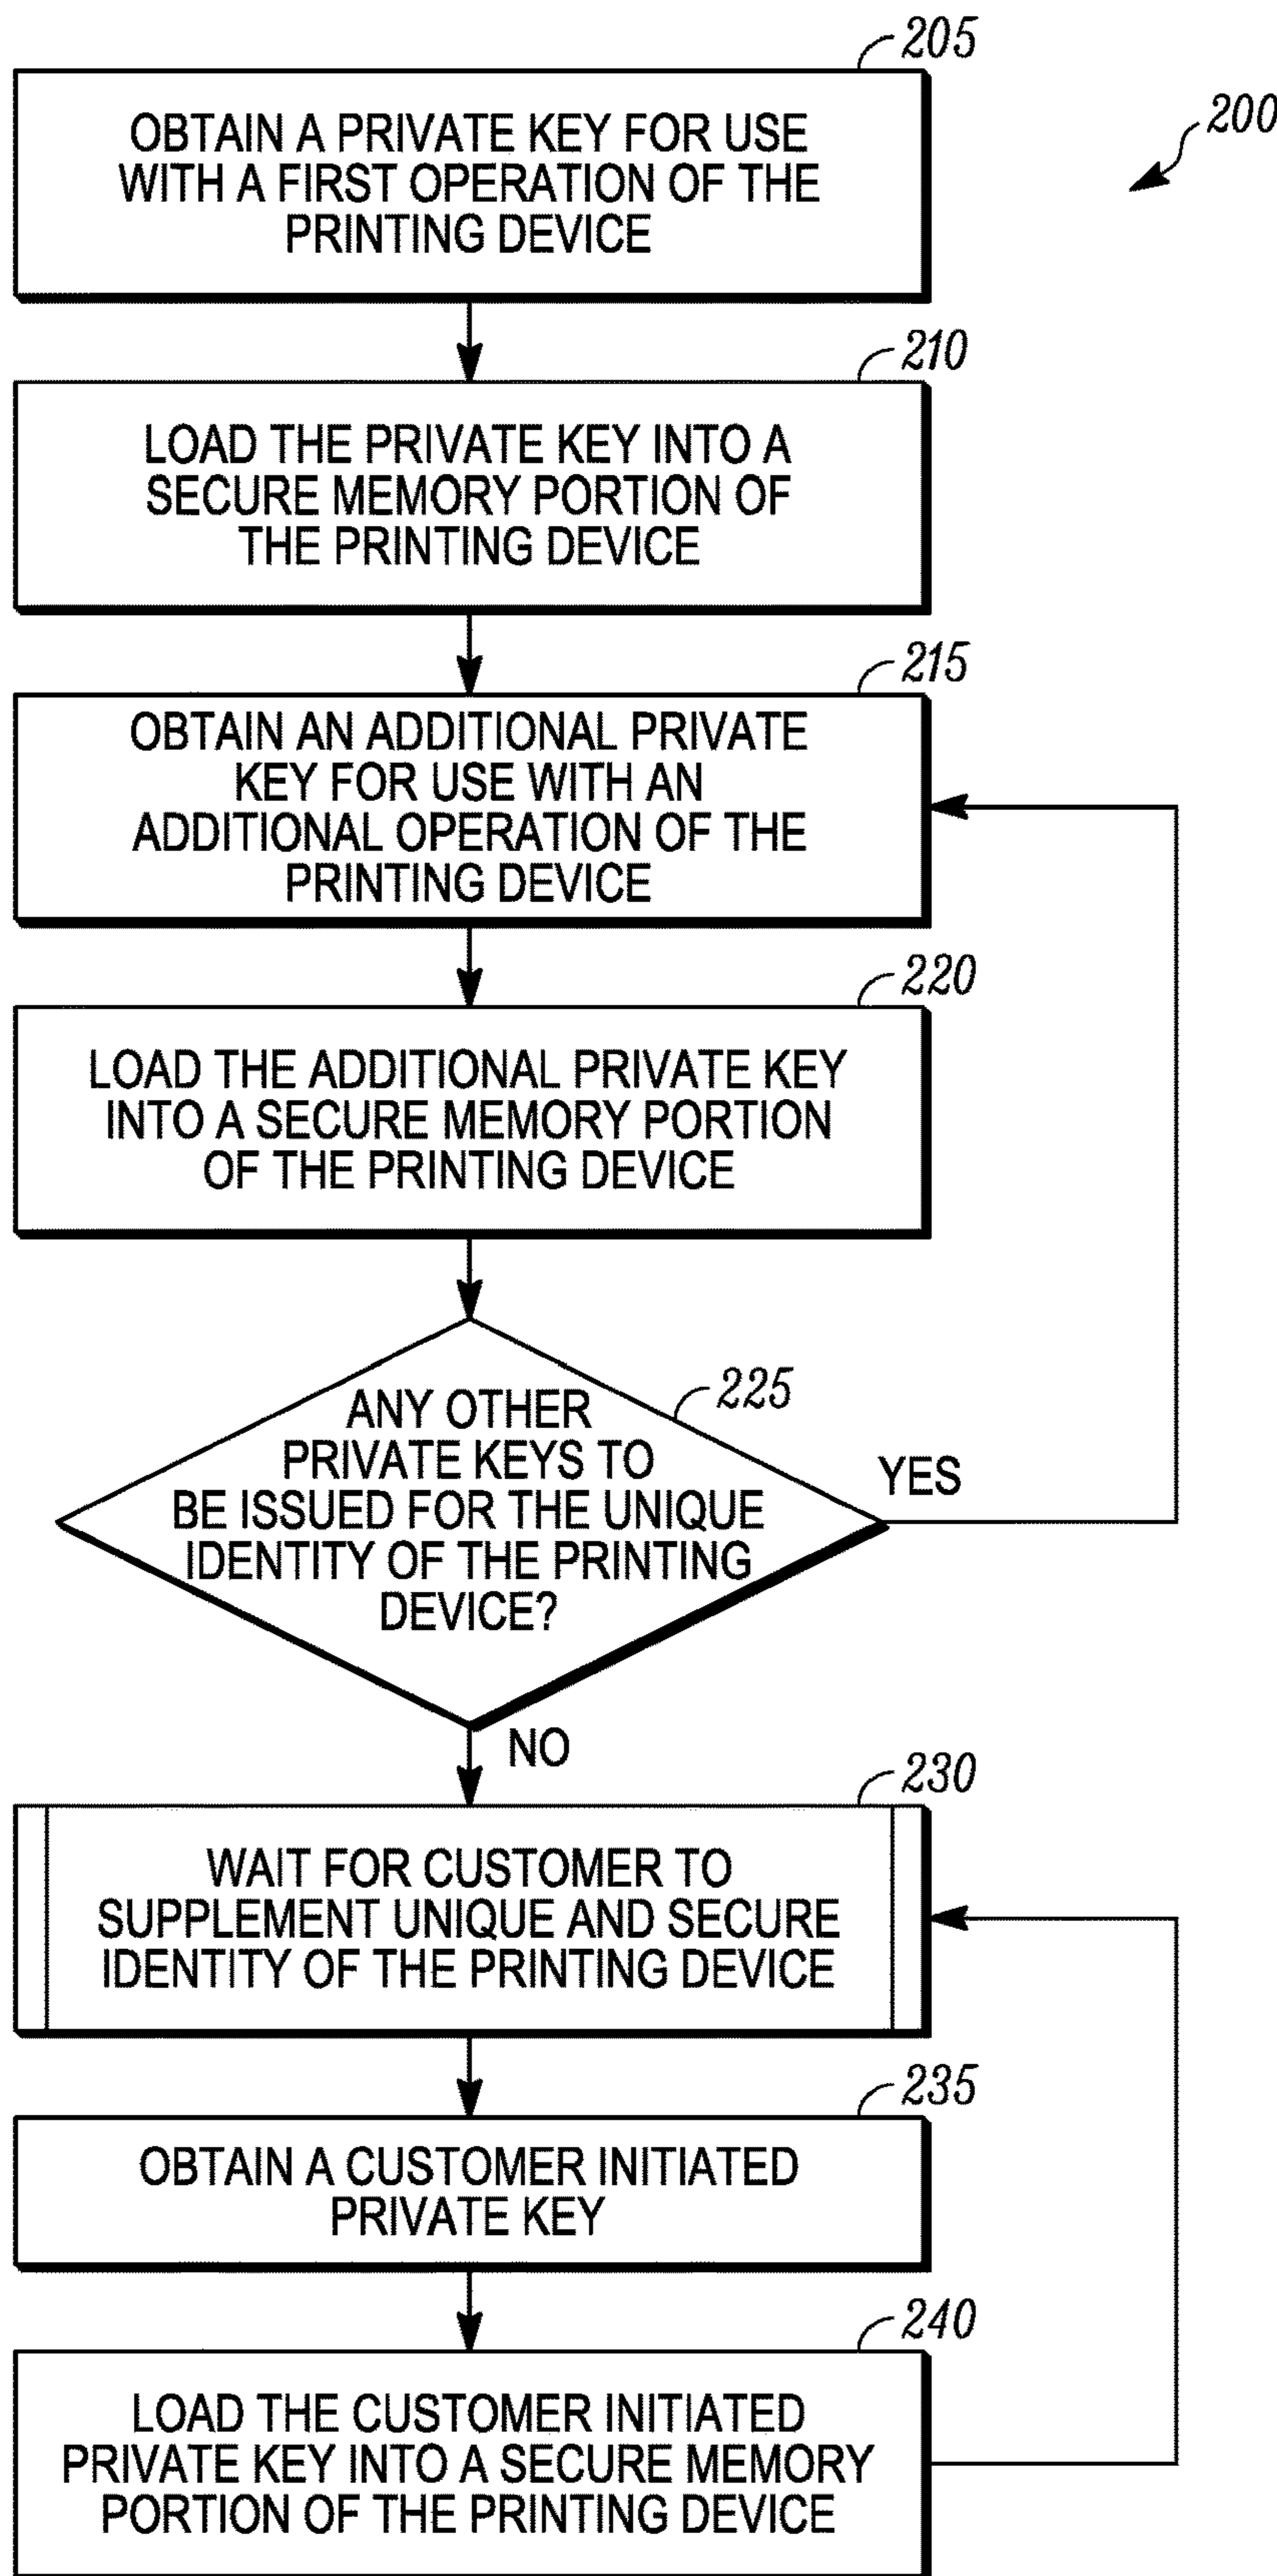 205
200
OBTAIN A PRIVATE KEY FOR USE
WITH A FIRST OPERATION OF THE
PRINTING DEVICE
210
LOAD THE PRIVATE KEY INTO A
SECURE MEMORY PORTION OF
THE PRINTING DEVICE
215
OBTAIN AN ADDITIONAL PRIVATE
KEY FOR USE WITH AN
ADDITIONAL OPERATION OF THE
PRINTING DEVICE
220
LOAD THE ADDITIONAL PRIVATE KEY
INTO A SECURE MEMORY PORTION
OF THE PRINTING DEVICE
225
ANY OTHER
PRIVATE KEYS TO
BE ISSUED FOR THE UNIQUE
IDENTITY OF THE PRINTING
DEVICE?
YES
NO
230
WAIT FOR CUSTOMER TO
SUPPLEMENT UNIQUE AND SECURE
IDENTITY OF THE PRINTING DEVICE
235
OBTAIN A CUSTOMER INITIATED
PRIVATE KEY
240
LOAD THE CUSTOMER INITIATED
PRIVATE KEY INTO A SECURE MEMORY
PORTION OF THE PRINTING DEVICE